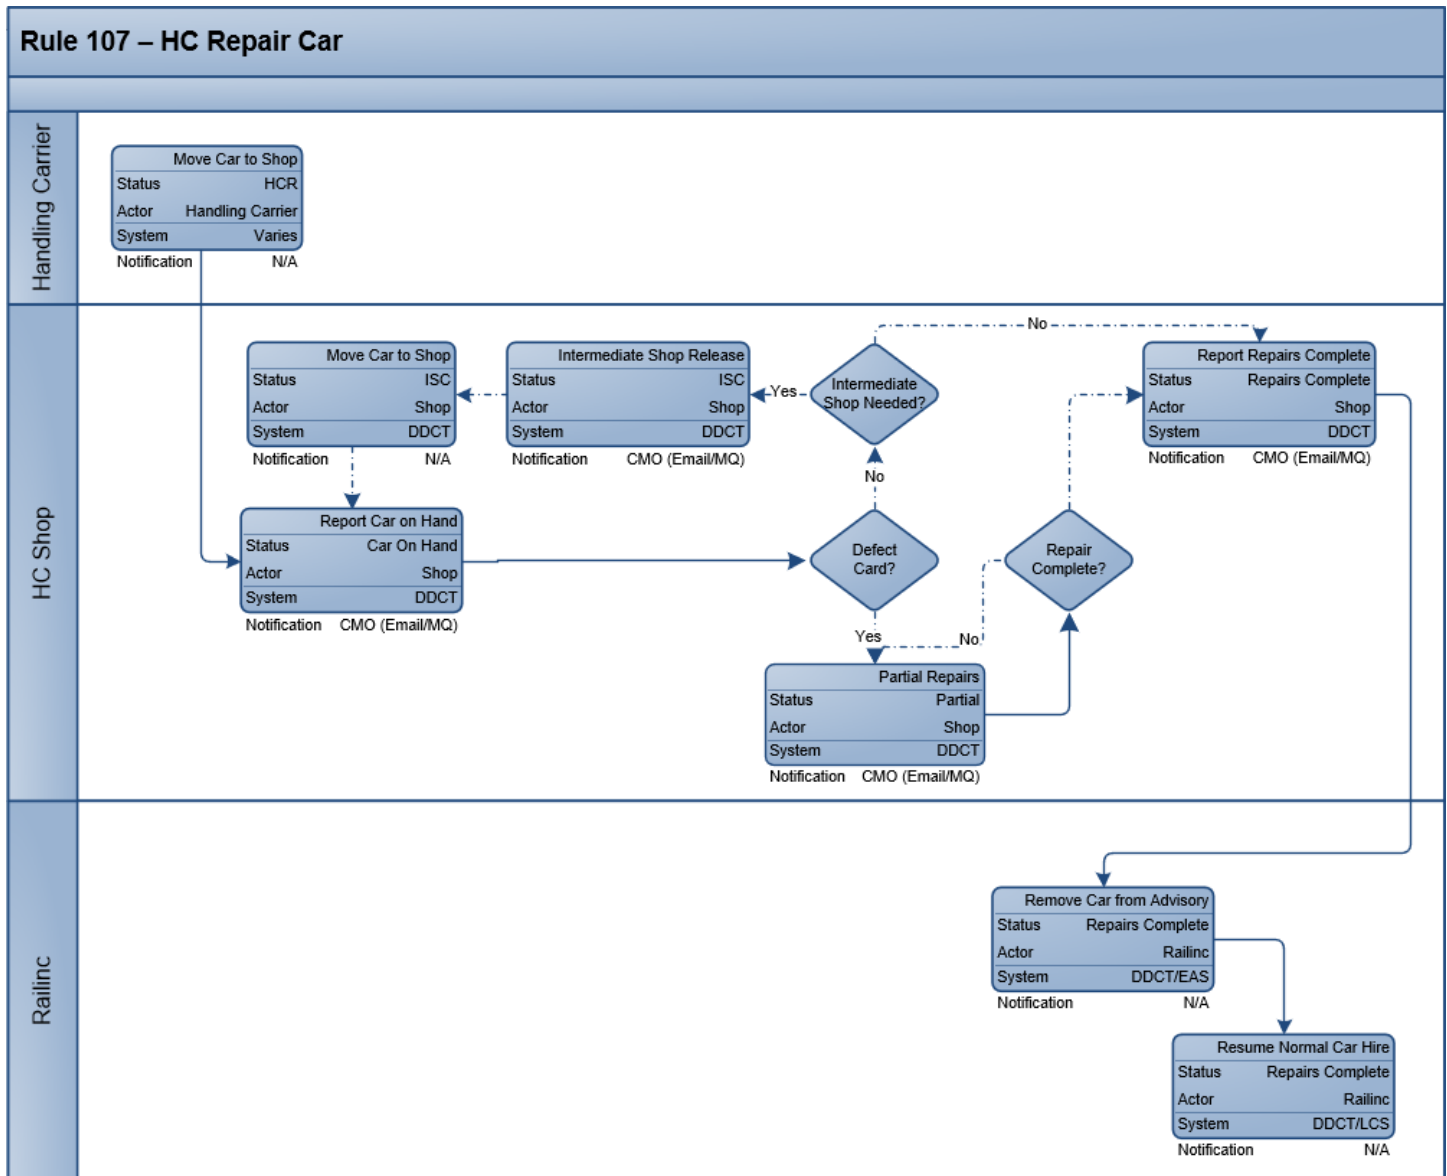 Rule 107 – HC Repair Car
Handling Carrier
Move Car to Shop
Status HCR
Actor Handling Carrier
System Varies
Notification N/A
HC Shop
Move Car to Shop
Status ISC
Actor Shop
System DDCT
Notification N/A
Intermediate Shop Release
Status ISC
Actor Shop
System DDCT
Notification CMO (Email/MQ)
Yes
Intermediate
Shop Needed?
No
Report Repairs Complete
Status Repairs Complete
Actor Shop
System DDCT
Notification CMO (Email/MQ)
No
Report Car on Hand
Status Car On Hand
Actor Shop
System DDCT
Notification CMO (Email/MQ)
Defect
Card?
Repair
Complete?
Yes
No
Partial Repairs
Status Partial
Actor Shop
System DDCT
Notification CMO (Email/MQ)
Railinc
Remove Car from Advisory
Status Repairs Complete
Actor Railinc
System DDCT/EAS
Notification N/A
Resume Normal Car Hire
Status Repairs Complete
Actor Railinc
System DDCT/LCS
Notification N/A